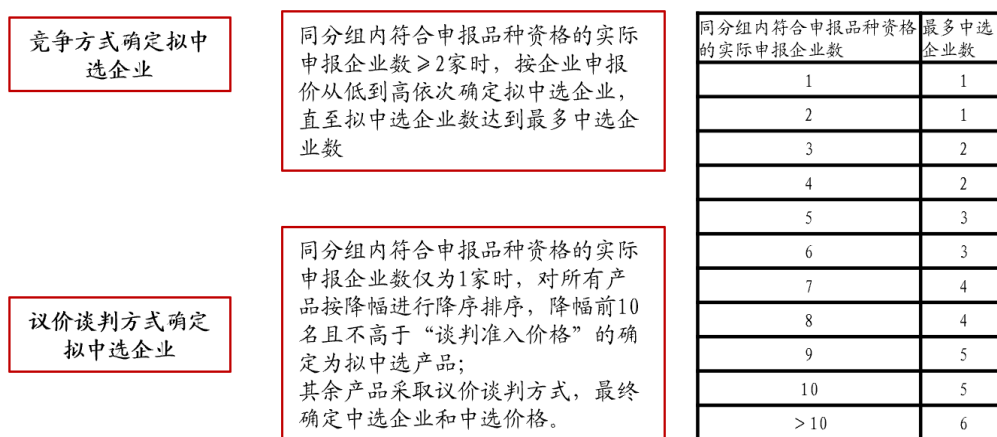 竞争方式确定拟中
选企业
同分组内符合申报品种资格的实际
申报企业数≥2家时，按企业申报
价从低到高依次确定拟中选企业，
直至拟中选企业数达到最多中选企
业数
议价谈判方式确定
拟中选企业
同分组内符合申报品种资格的实际
申报企业数仅为1家时，对所有产
品按降幅进行降序排序，降幅前10
名且不高于“谈判准入价格”的确
定为拟中选产品；
其余产品采取议价谈判方式，最终
确定中选企业和中选价格。
同分组内符合申报品种资格 最多中选
的实际申报企业数 企业数
1 1
2 1
3 2
4 2
5 3
6 3
7 4
8 4
9 5
10 5
＞10 6